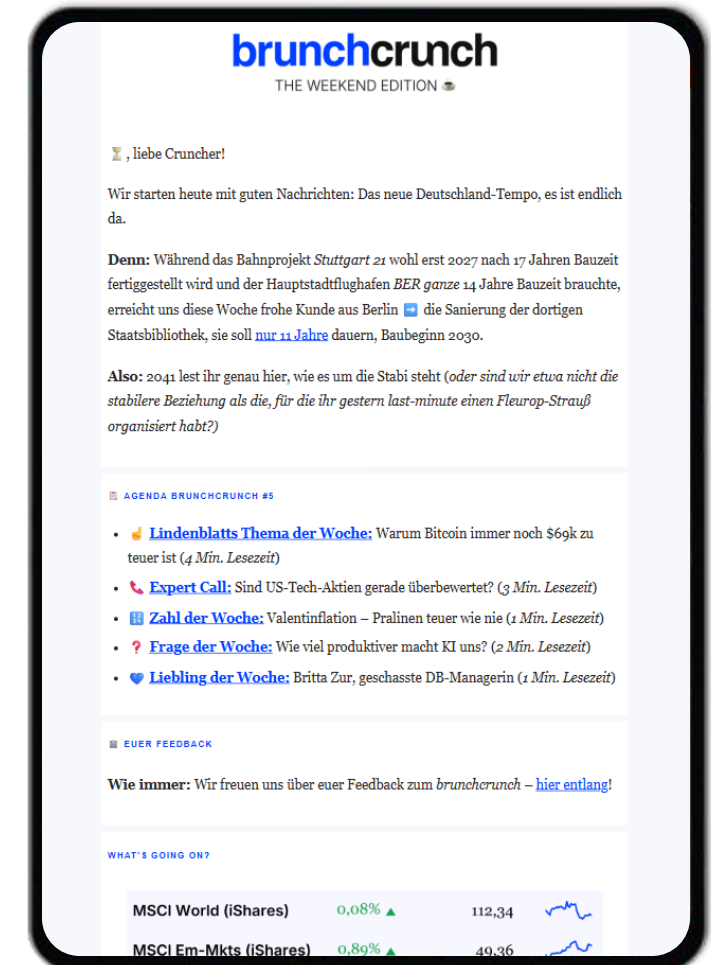 brunchcrunch
THE WEEKEND EDITION ☕
⏳, liebe Cruncher!
Wir starten heute mit guten Nachrichten: Das neue Deutschland-Tempo, es ist endlich
da.
Denn: Während das Bahnprojekt Stuttgart 21 wohl erst 2027 nach 17 Jahren Bauzeit
fertiggestellt wird und der Hauptstadtflughafen BER ganze 14 Jahre Bauzeit brauchte,
erreicht uns diese Woche frohe Kunde aus Berlin ➡️ die Sanierung der dortigen
Staatsbibliothek, sie soll nur 11 Jahre dauern, Baubeginn 2030.
Also: 2041 lest ihr genau hier, wie es um die Stabi steht (oder sind wir etwa nicht die
stabilere Beziehung als die, für die ihr gestern last-minute einen Fleurop-Strauß
organisiert habt?)
📋 AGENDA BRUNCHCRUNCH #5
• ☝️ Lindenblatts Thema der Woche: Warum Bitcoin immer noch $69k zu
teuer ist (4 Min. Lesezeit)
• 📞 Expert Call: Sind US-Tech-Aktien gerade überbewertet? (3 Min. Lesezeit)
• 🔢 Zahl der Woche: Valentinflation – Pralinen teuer wie nie (1 Min. Lesezeit)
• ❓ Frage der Woche: Wie viel produktiver macht KI uns? (2 Min. Lesezeit)
• 💙 Liebling der Woche: Britta Zur, geschasste DB-Managerin (1 Min. Lesezeit)
EUER FEEDBACK
Wie immer: Wir freuen uns über euer Feedback zum brunchcrunch – hier entlang!
WHAT'S GOING ON?
MSCI World (iShares) 0,08% ▲ 112,34
MSCI Em-Mkts (iShares) 0,89% ▲ 49,36